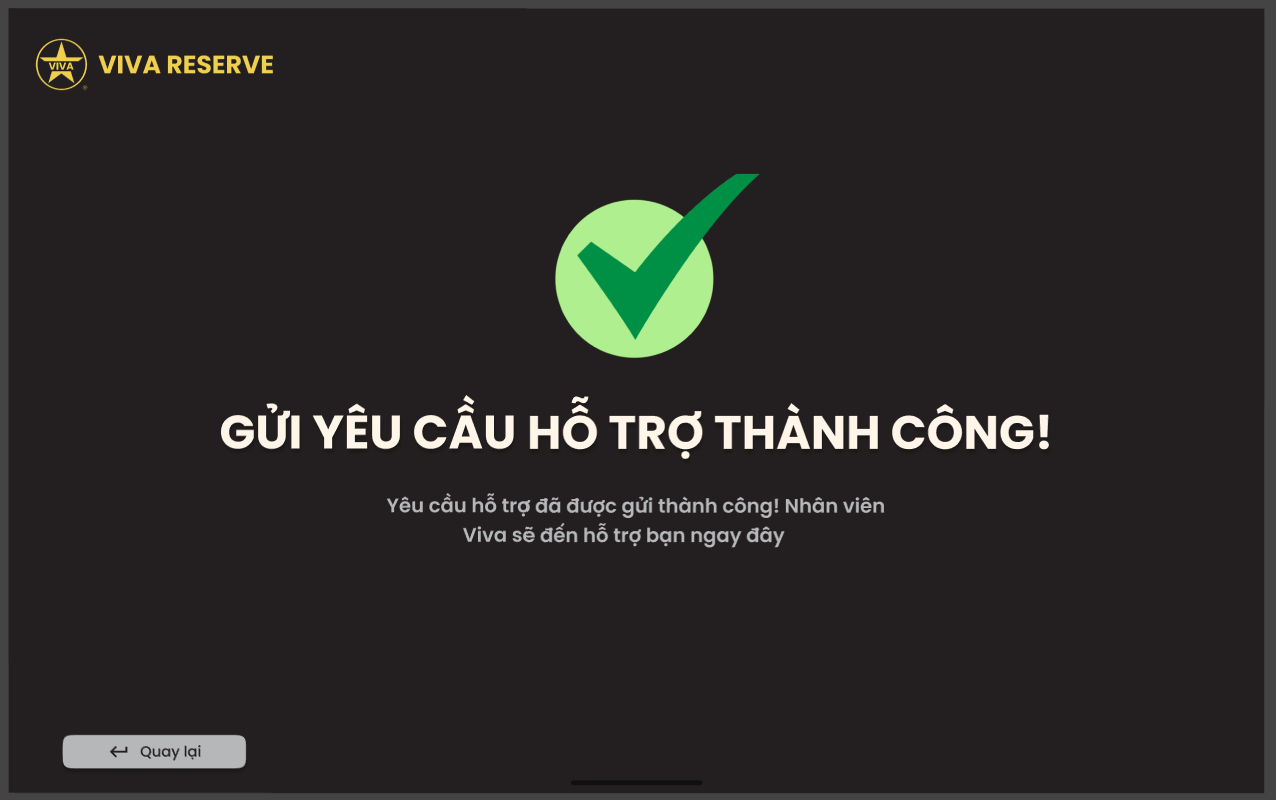 VIVA
VIVA RESERVE
GỬI YÊU CẦU HỖ TRỢ THÀNH CÔNG!
Yêu cầu hỗ trợ đã được gửi thành công! Nhân viên
Viva sẽ đến hỗ trợ bạn ngay đây
Quay lại